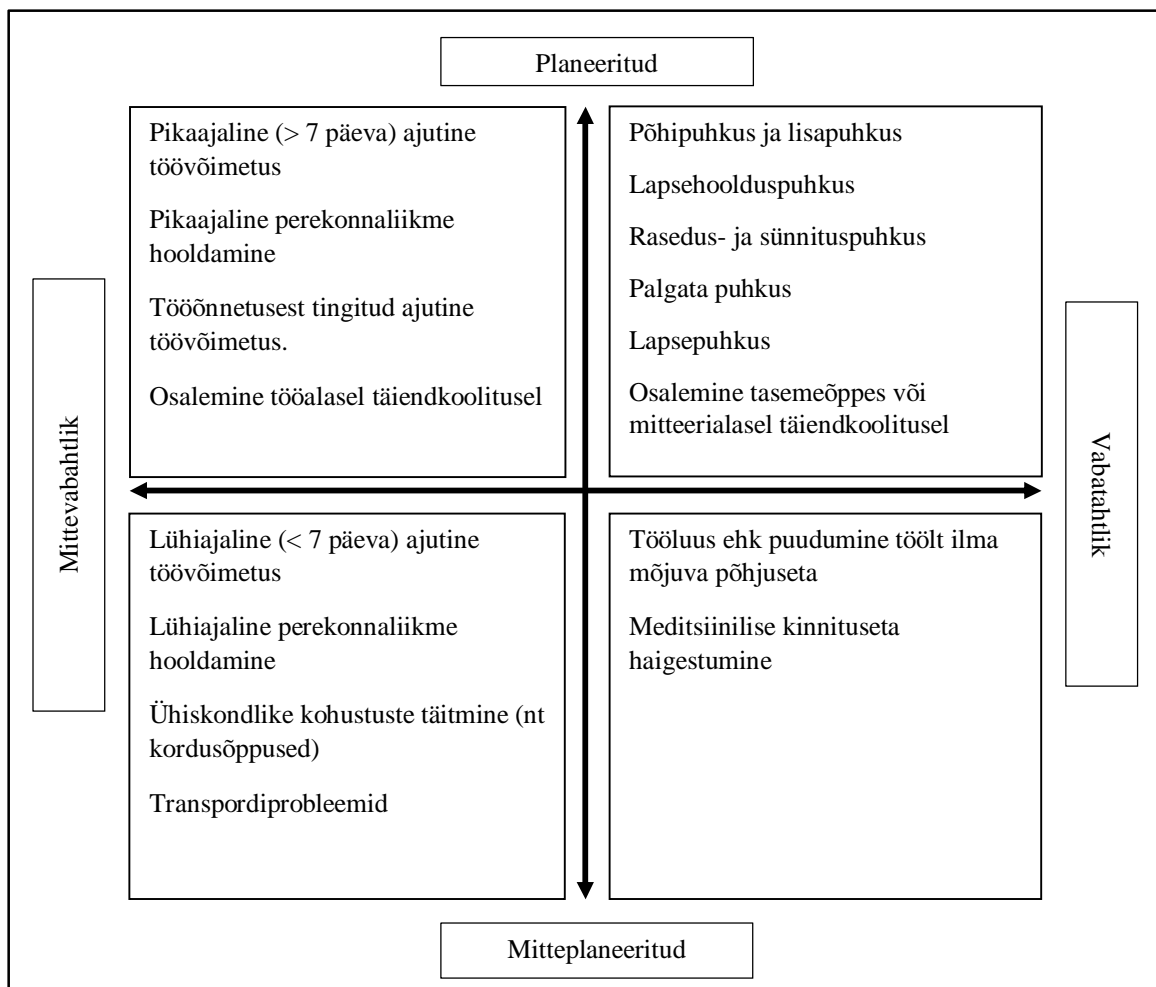 Planeeritud
Pikaajaline (> 7 päeva) ajutine
töövõimetus
Pikaajaline perekonnaliikme
hooldamine
Tööõnnetusest tingitud ajutine
töövõimetus.
Osalemine tööalasel täiendkoolitusel
Põhipuhkus ja lisapuhkus
Lapsehoolduspuhkus
Rasedus- ja sünnituspuhkus
Palgata puhkus
Lapsepuhkus
Osalemine tasemeõppes või
mitteerialasel täiendkoolitusel
Mittevabahtlik
Vabatahtlik
Lühiajaline (< 7 päeva) ajutine
töövõimetus
Lühiajaline perekonnaliikme
hooldamine
Ühiskondlike kohustuste täitmine (nt
kordusõppused)
Transpordiprobleemid
Tööluus ehk puudumine töölt ilma
mõjuva põhjuseta
Meditsiinilise kinnituseta
haigestumine
Mitteplaneeritud